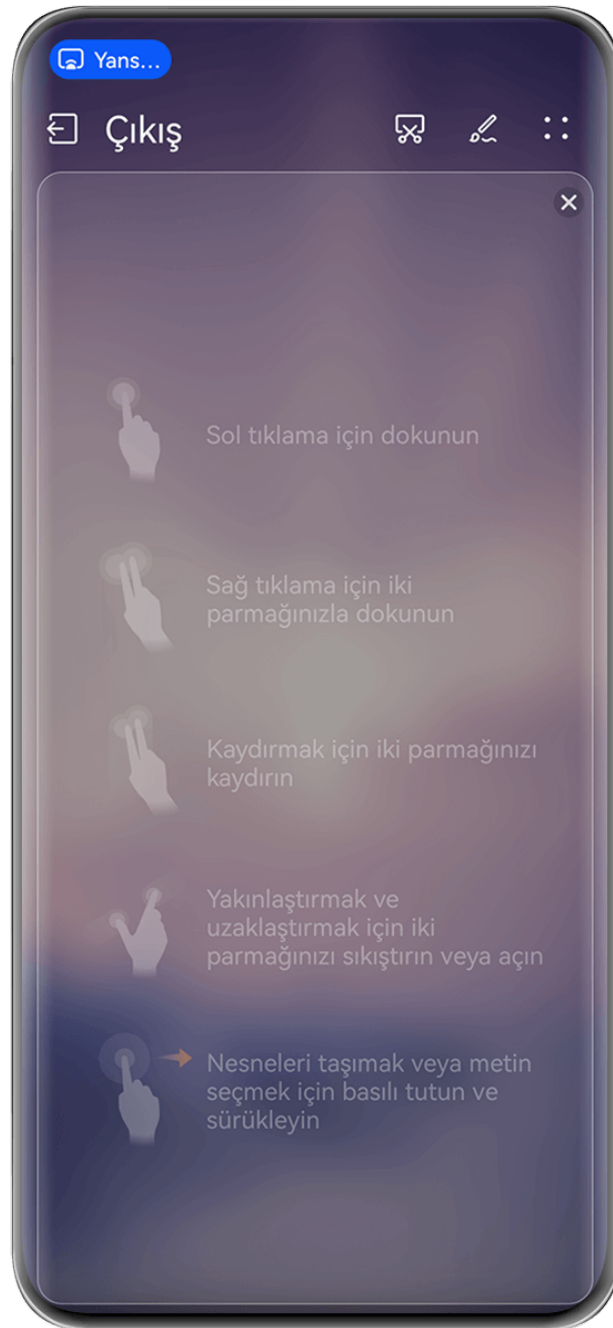 Yans...
Çıkış
Sol tıklama için dokunun
Sağ tıklama için iki
parmağınızla dokunun
Kaydırmak için iki parmağınızı
kaydırın
Yakınlaştırmak ve
uzaklaştırmak için iki
parmağınızı sıkıştırın veya açın
Nesneleri taşımak veya metin
seçmek için basılı tutun ve
sürükleyin